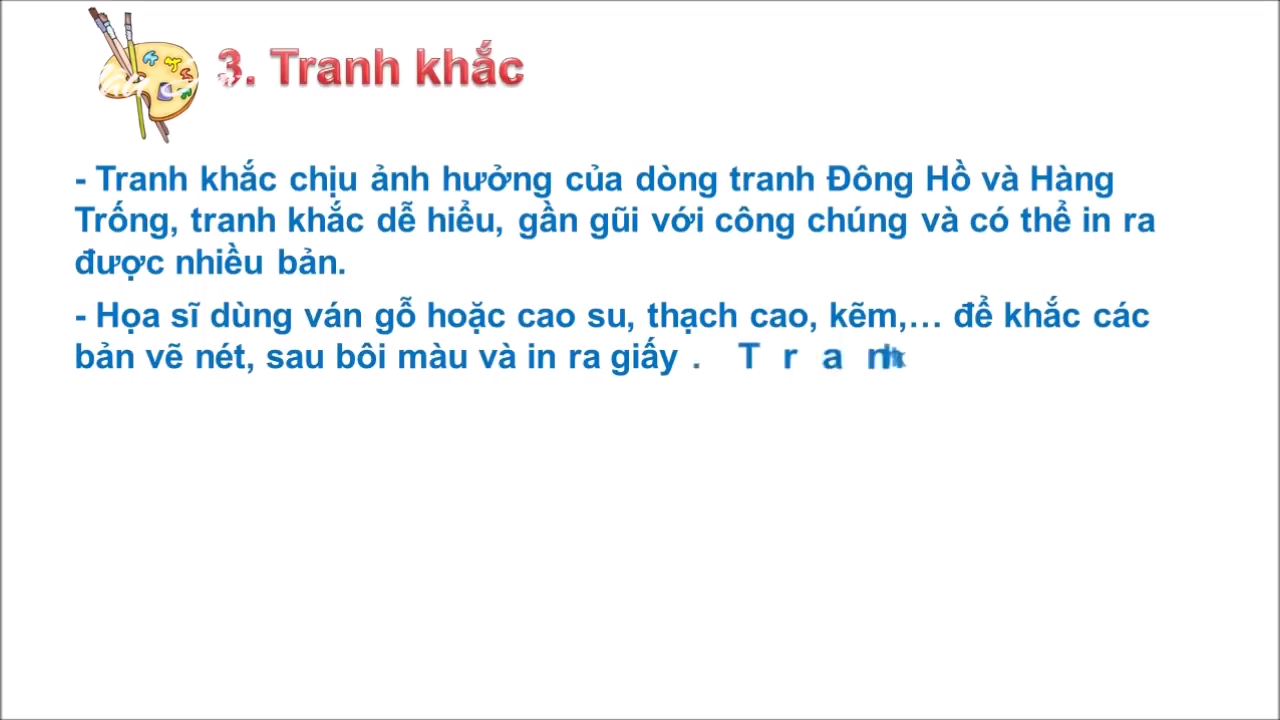 3. Tranh khắc
- Tranh khắc chịu ảnh hưởng của dòng tranh Đông Hồ và Hàng
Trống, tranh khắc dễ hiểu, gần gũi với công chúng và có thể in ra
được nhiều bản.
- Họa sĩ dùng ván gỗ hoặc cao su, thạch cao, kẽm,… để khắc các
bản vẽ nét, sau bôi màu và in ra giấy . T r a n